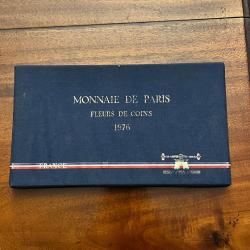 MONNAIE DE PARIS
FLEURS DE COINS
1976
FRANCE